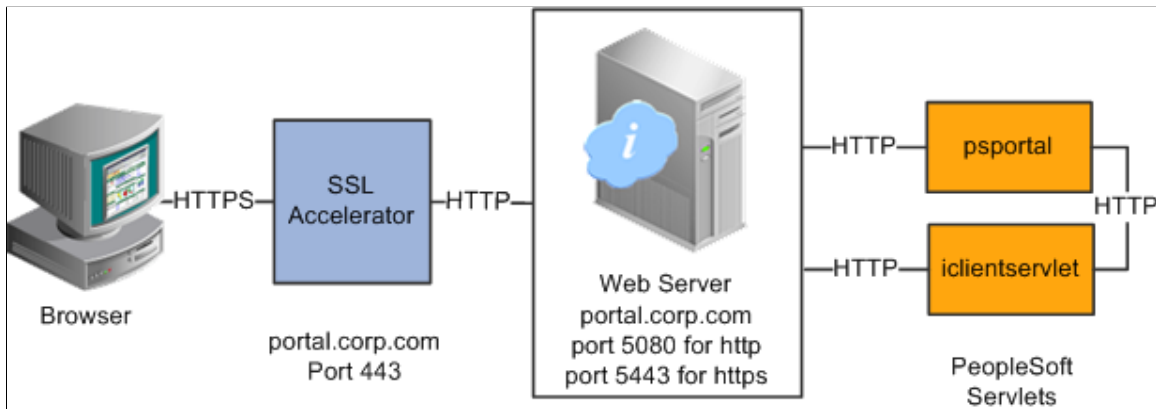 Browser
HTTPS
SSL
Accelerator
portal.corp.com
Port 443
HTTP
i
Web Server
portal.corp.com
port 5080 for http
port 5443 for https
HTTP
psportal
HTTP
HTTP
iclientservlet
PeopleSoft
Servlets